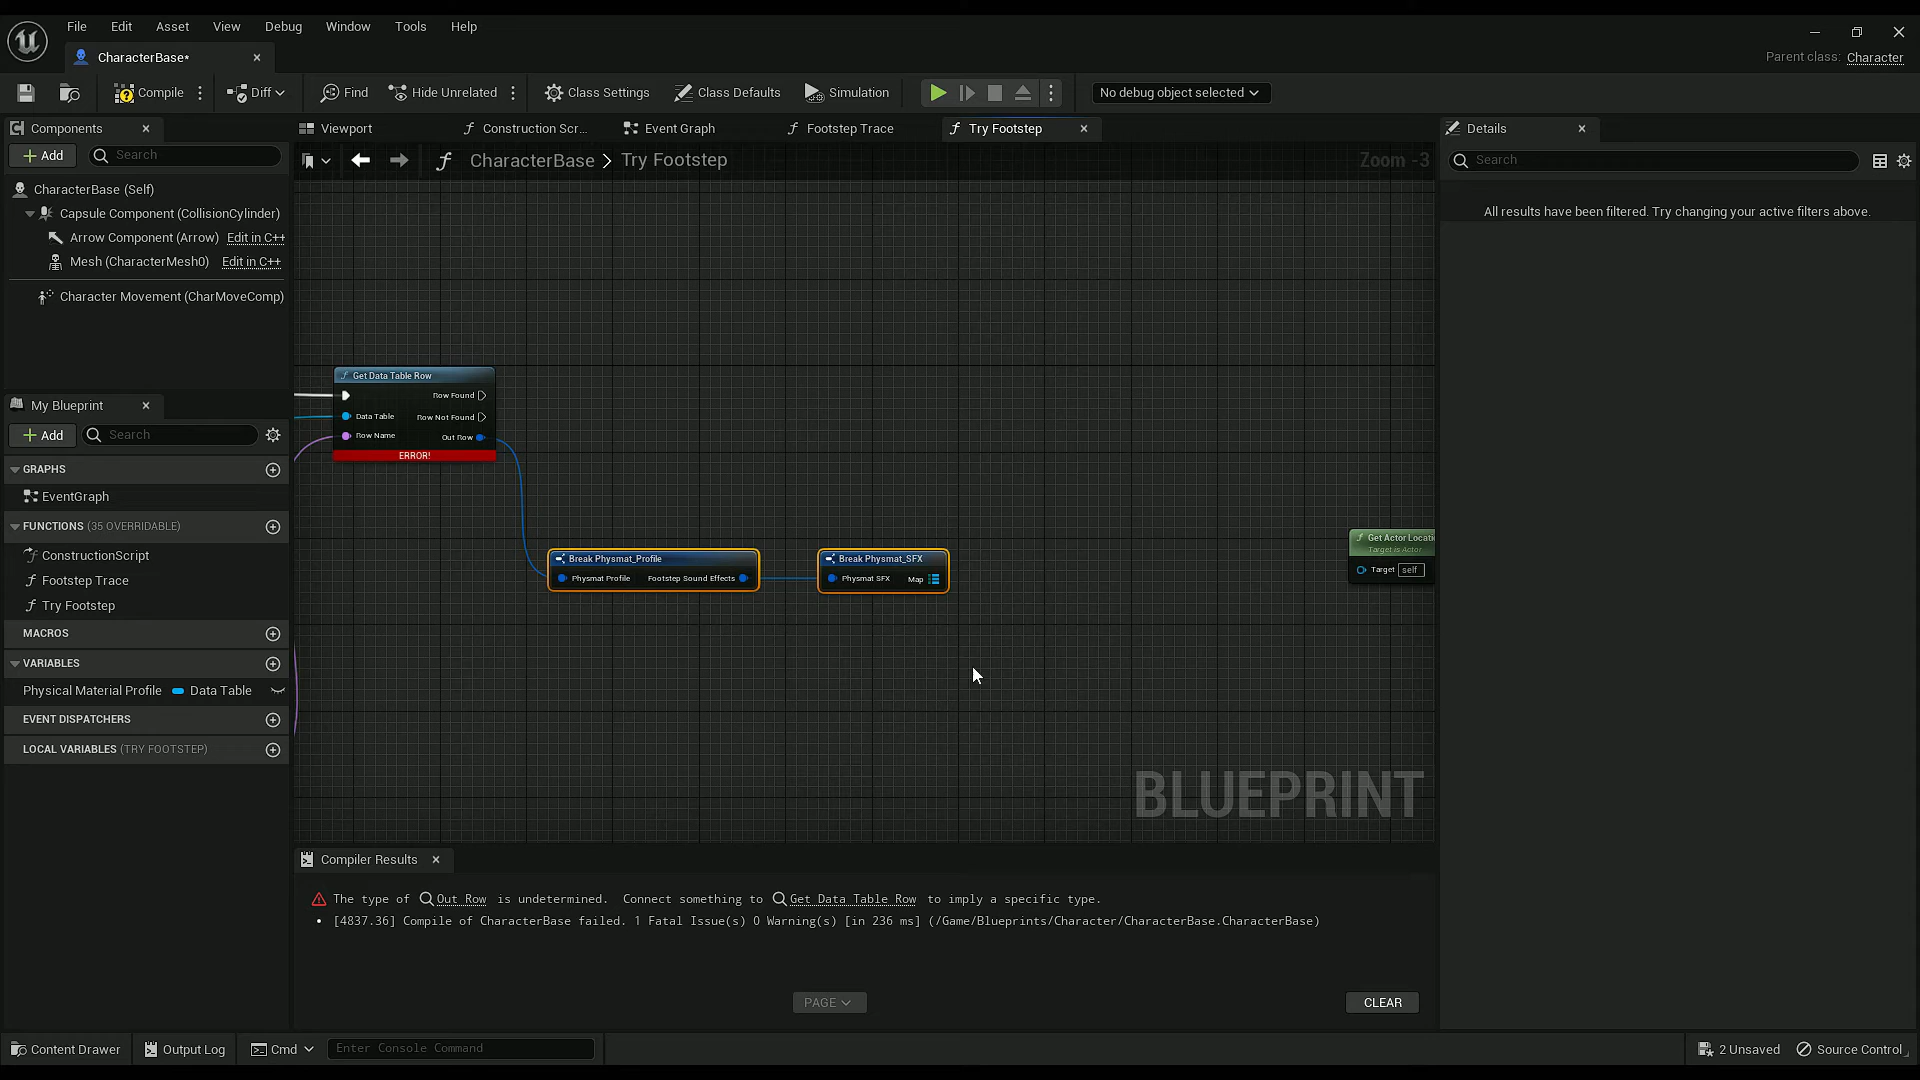 File Edit Asset View Debug Window Tools Help
CharacterBase*
Parent class: Character
Compile Diff Find Hide Unrelated Class Settings Class Defaults Simulation No debug object selected
Components
Viewport Construction Scr... Event Graph Footstep Trace Try Footstep
Details
Add Search
CharacterBase > Try Footstep
Zoom -3
Search
CharacterBase (Self)
Capsule Component (CollisionCylinder)
Arrow Component (Arrow) Edit in C++
Mesh (CharacterMesh0) Edit in C++
Character Movement (CharMoveComp)
All results have been filtered. Try changing your active filters above.
Get Data Table Row
Row Found
Data Table Row Not Found
Row Name Out Row
ERROR!
My Blueprint
Add Search
GRAPHS
EventGraph
FUNCTIONS (35 OVERRIDABLE)
ConstructionScript
Footstep Trace
Try Footstep
MACROS
VARIABLES
Physical Material Profile Data Table
EVENT DISPATCHERS
LOCAL VARIABLES (TRY FOOTSTEP)
Break Physmat_Profile
Physmat Profile Footstep Sound Effects
Break Physmat_SFX
Physmat SFX Map
Get Actor Locati
Target is Actor
Target self
BLUEPRINT
Compiler Results
The type of Out Row is undetermined. Connect something to Get Data Table Row to imply a specific type.
[4837.36] Compile of CharacterBase failed. 1 Fatal Issue(s) 0 Warning(s) [in 236 ms] (/Game/Blueprints/Character/CharacterBase.CharacterBase)
PAGE
CLEAR
Content Drawer Output Log Cmd Enter Console Command 2 Unsaved Source Control